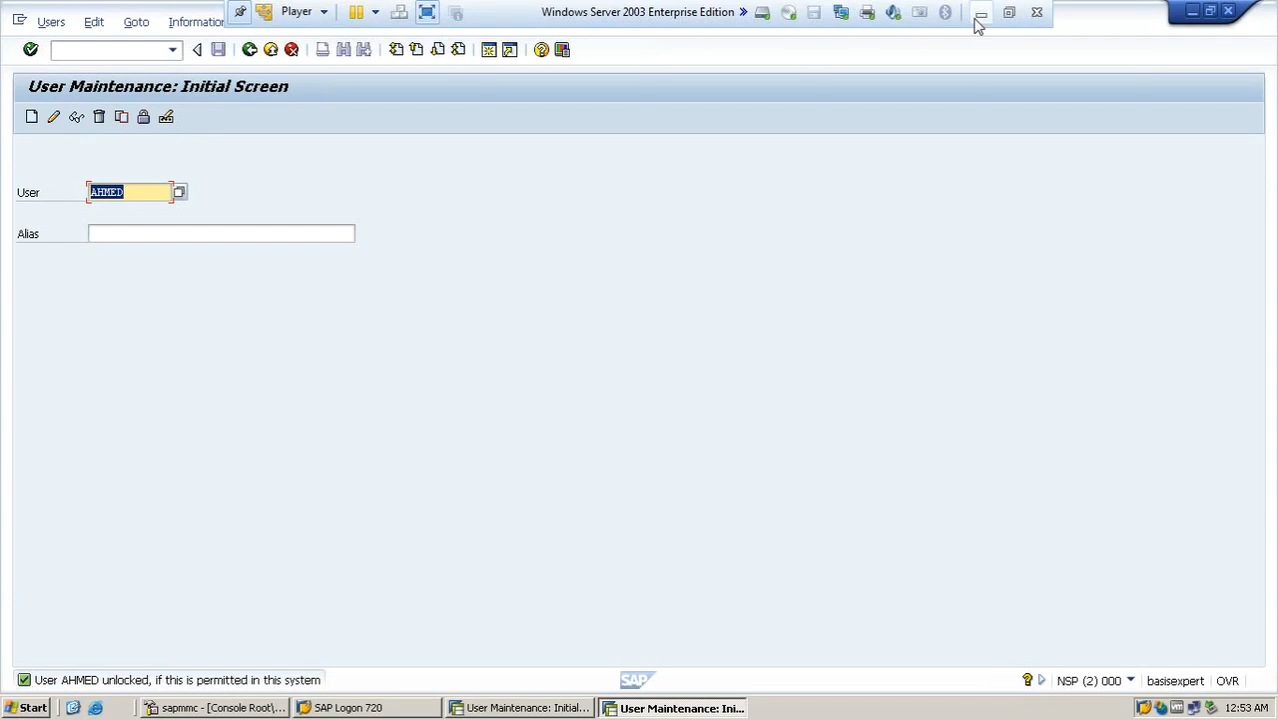 Users Edit Goto Information
Player
Windows Server 2003 Enterprise Edition
User Maintenance: Initial Screen
User AHMED
Alias
User AHMED unlocked, if this is permitted in this system
SAP
NSP (2) 000
basisexpert
OVR
Start
sapmmc - [Console Root\...
SAP Logon 720
User Maintenance: Initial...
User Maintenance: Ini...
12:53 AM